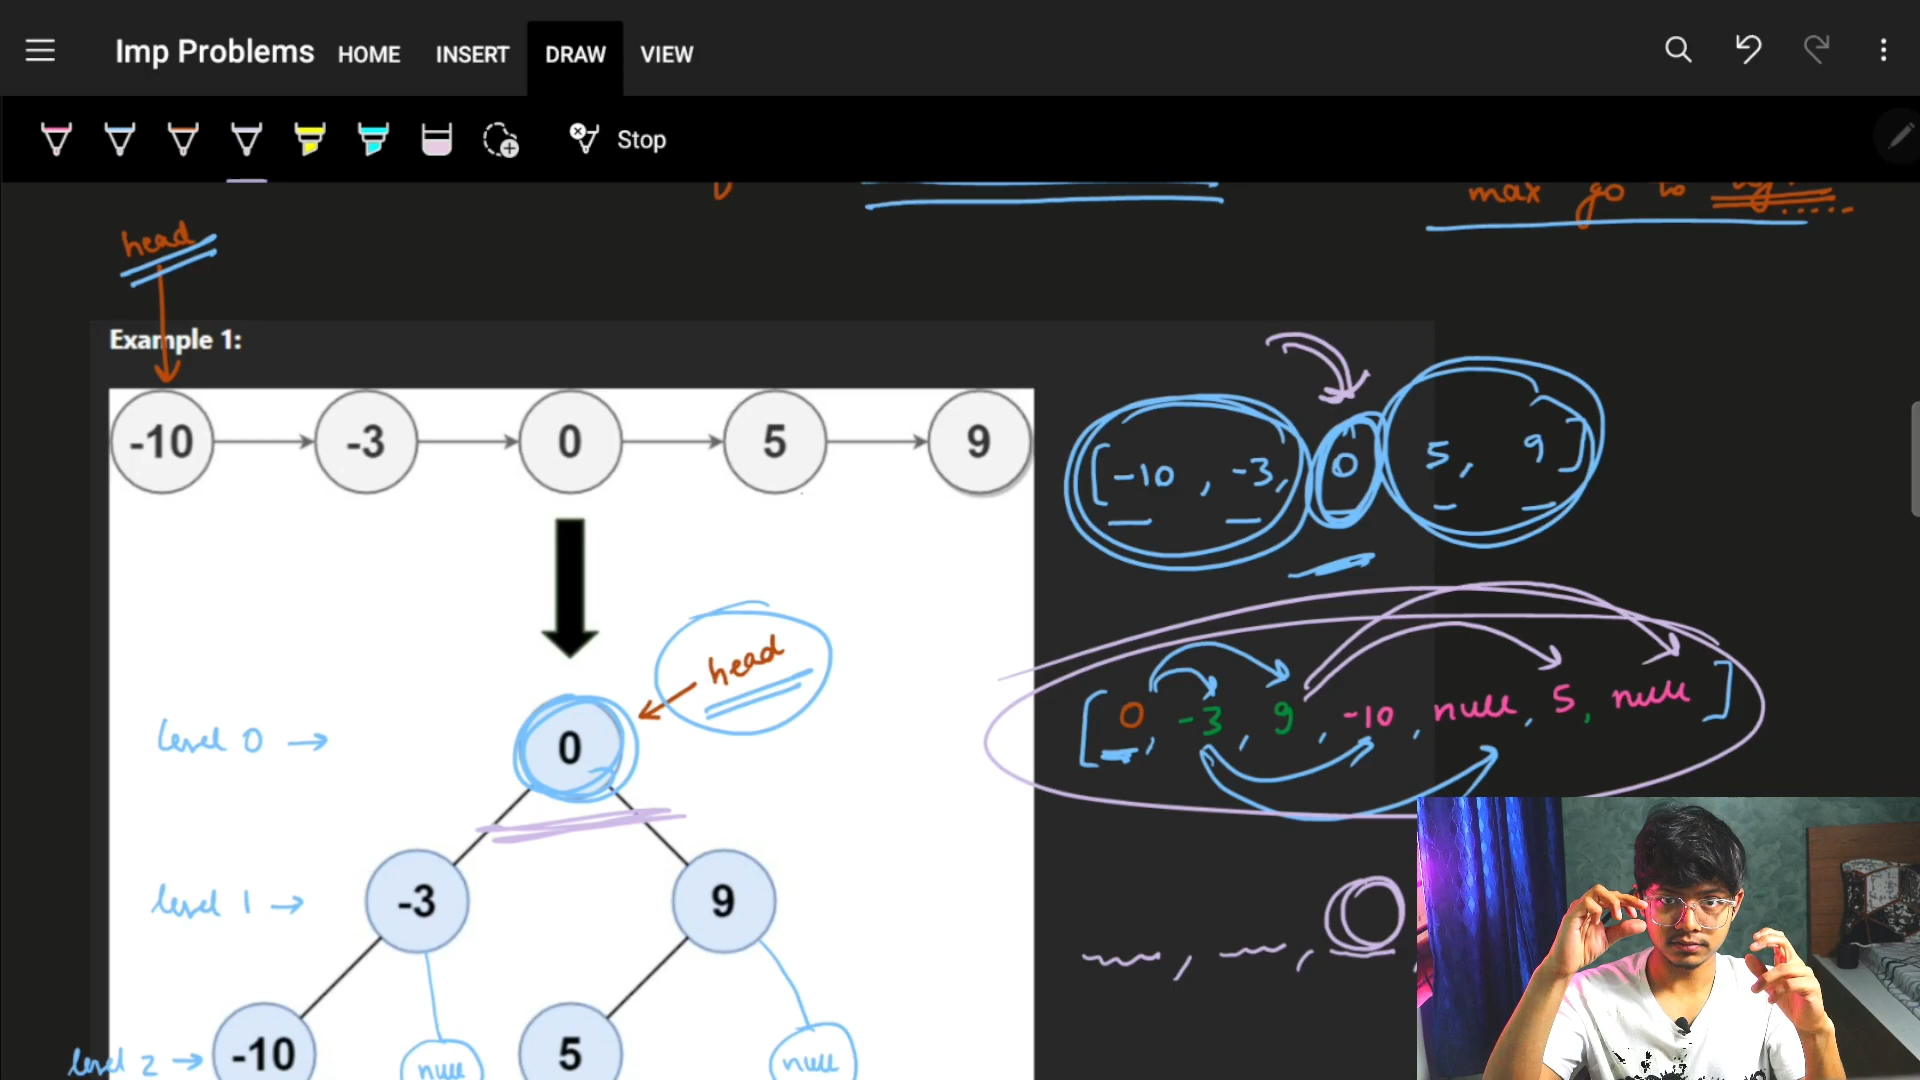 Imp Problems HOME INSERT DRAW VIEW
Stop
max go to
head
Example 1:
-10 -3 0 5 9
[-10, -3, 0 5, 9]
head
[0, -3, 9, -10, null, 5, null]
level 0 → 0
level 1 → -3 9
level 2 → -10 null 5 null